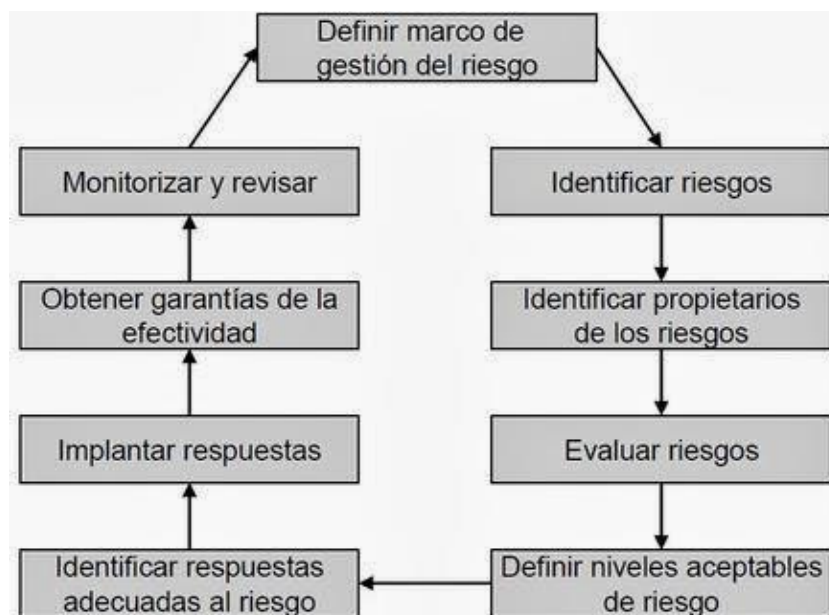 Definir marco de
gestión del riesgo
Identificar riesgos
Identificar propietarios
de los riesgos
Evaluar riesgos
Definir niveles aceptables
de riesgo
Identificar respuestas
adecuadas al riesgo
Implantar respuestas
Obtener garantías de la
efectividad
Monitorizar y revisar